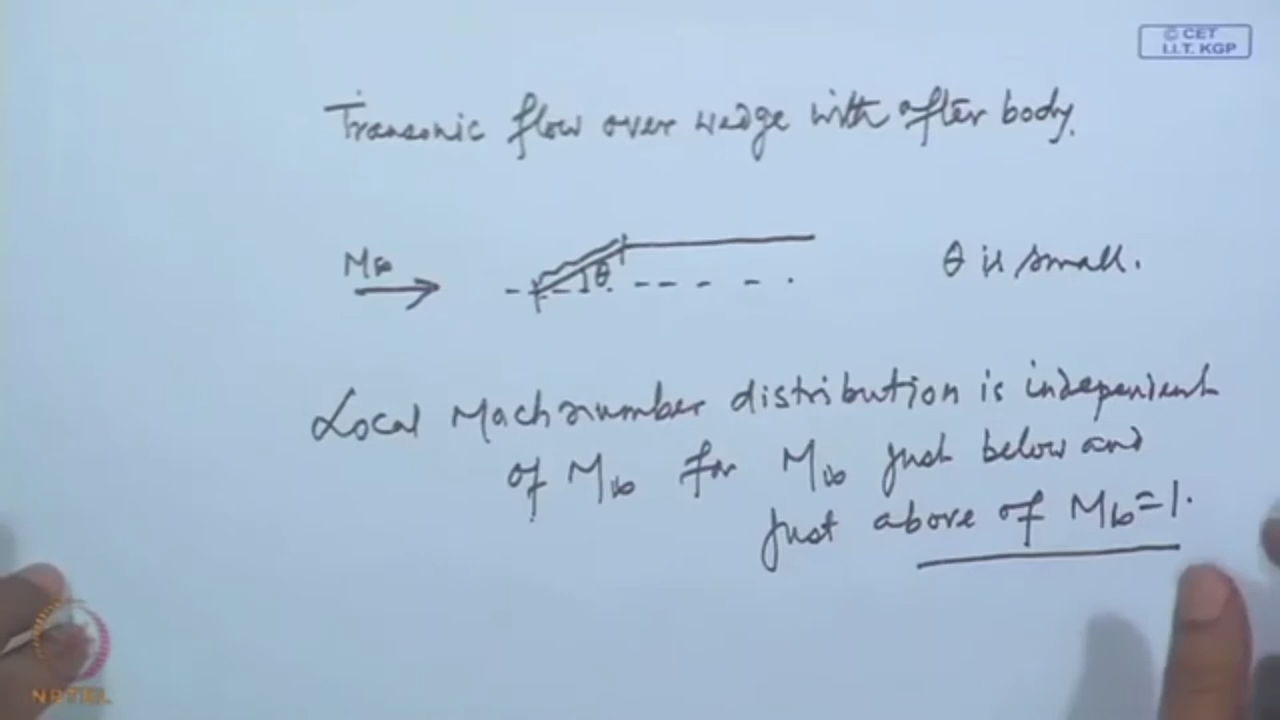 © CET
I.I.T. KGP
Transonic flow over wedge with after body.
M∞
θ
θ is small.
Local Mach number distribution is independent
of M∞ for M∞ just below and
just above of M∞=1.
NPTEL